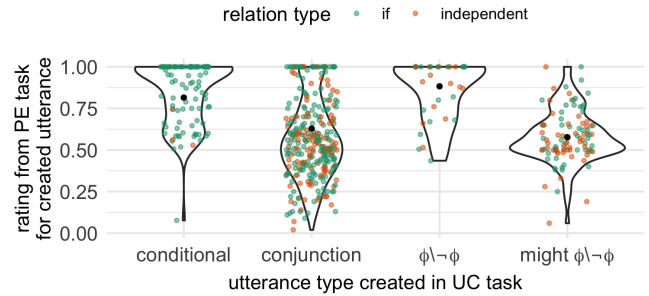 relation type if independent
rating from PE task
for created utterance
1.00
0.75
0.50
0.25
0.00
conditional conjunction ϕ\¬ϕ might ϕ\¬ϕ
utterance type created in UC task